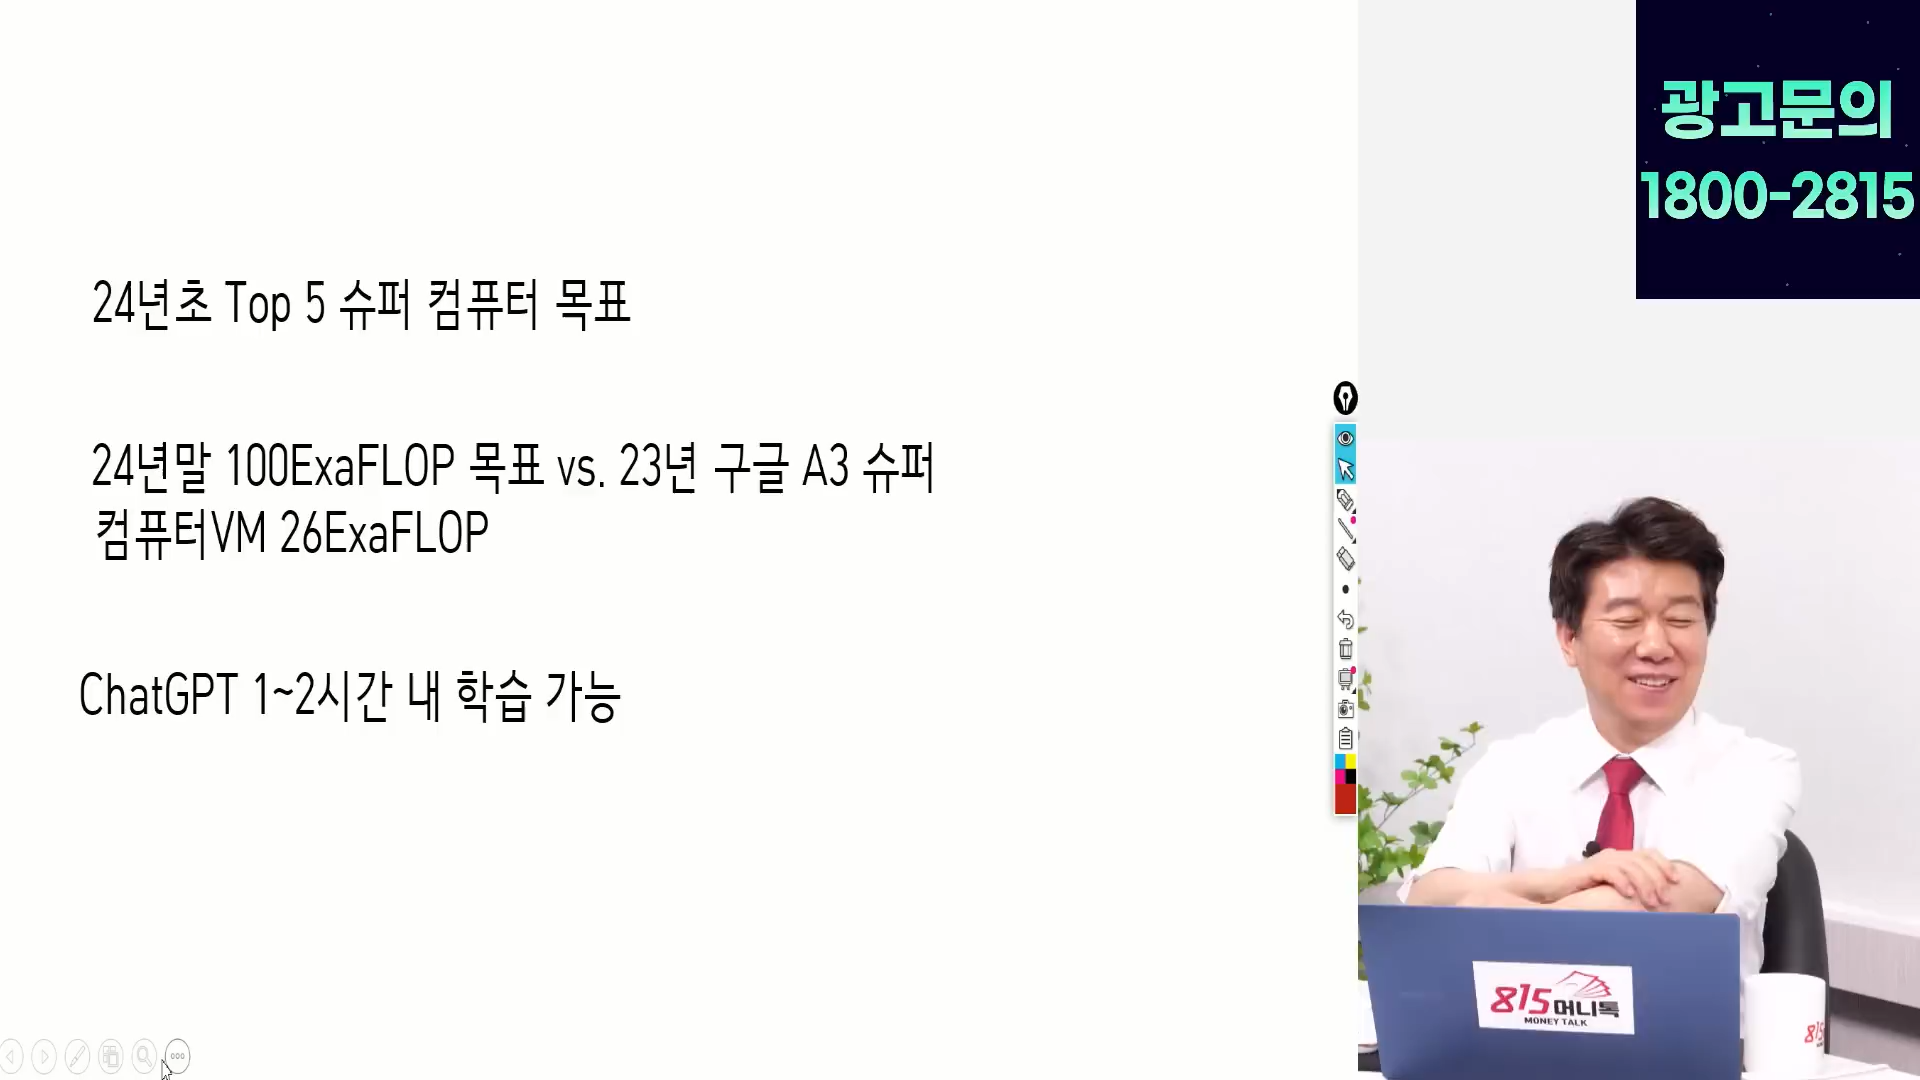 광고문의
1800-2815
24년초 Top 5 슈퍼 컴퓨터 목표
24년말 100ExaFLOP 목표 vs. 23년 구글 A3 슈퍼
컴퓨터VM 26ExaFLOP
ChatGPT 1~2시간 내 학습 가능
815머니톡
MONEY TALK
815